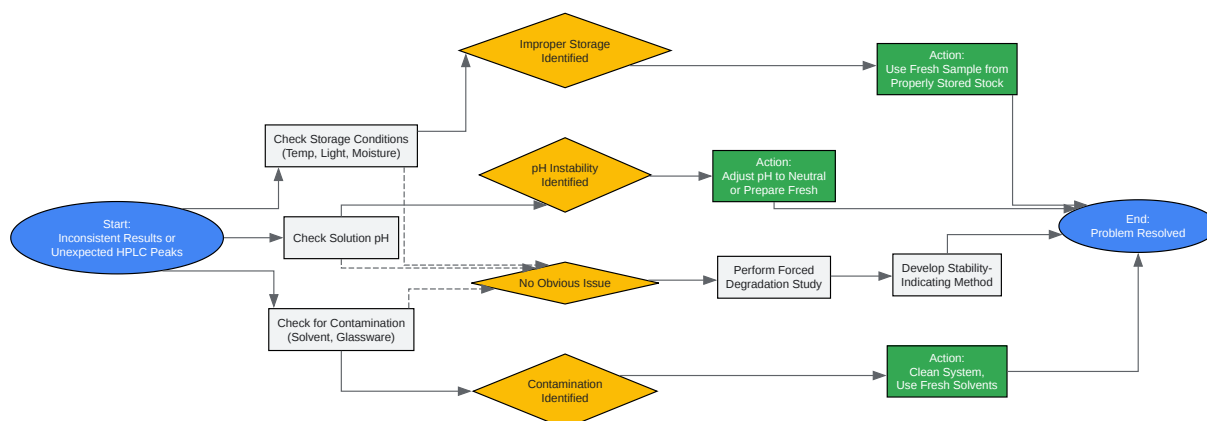 Start:
Inconsistent Results or
Unexpected HPLC Peaks
Check Storage Conditions
(Temp, Light, Moisture)
Check Solution pH
Check for Contamination
(Solvent, Glassware)
Improper Storage
Identified
pH Instability
Identified
No Obvious Issue
Contamination
Identified
Action:
Use Fresh Sample from
Properly Stored Stock
Action:
Adjust pH to Neutral
or Prepare Fresh
Perform Forced
Degradation Study
Develop Stability-
Indicating Method
Action:
Clean System,
Use Fresh Solvents
End:
Problem Resolved